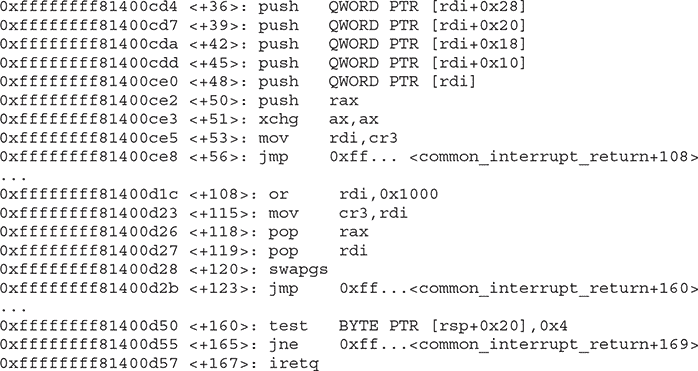 0xffffffff81400cd4 <+36>: push   QWORD PTR [rdi+0x28]
0xffffffff81400cd7 <+39>: push   QWORD PTR [rdi+0x20]
0xffffffff81400cda <+42>: push   QWORD PTR [rdi+0x18]
0xffffffff81400cdd <+45>: push   QWORD PTR [rdi+0x10]
0xffffffff81400ce0 <+48>: push   QWORD PTR [rdi]
0xffffffff81400ce2 <+50>: push   rax
0xffffffff81400ce3 <+51>: xchg   ax,ax
0xffffffff81400ce5 <+53>: mov    rdi,cr3
0xffffffff81400ce8 <+56>: jmp    0xff... <common_interrupt_return+108>
...
0xffffffff81400d1c <+108>: or     rdi,0x1000
0xffffffff81400d23 <+115>: mov    cr3,rdi
0xffffffff81400d26 <+118>: pop    rax
0xffffffff81400d27 <+119>: pop    rdi
0xffffffff81400d28 <+120>: swapgs
0xffffffff81400d2b <+123>: jmp    0xff...<common_interrupt_return+160>
...
0xffffffff81400d50 <+160>: test   BYTE PTR [rsp+0x20],0x4
0xffffffff81400d55 <+165>: jne    0xff...<common_interrupt_return+169>
0xffffffff81400d57 <+167>: iretq